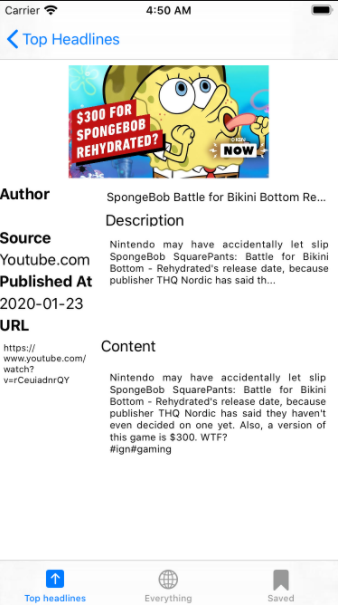 Carrier 4:50 AM
Top Headlines
$300 FOR
SPONGEBOB
REHYDRATED?
NOW
Author
SpongeBob Battle for Bikini Bottom Re...
Description
Source
Youtube.com
Published At
2020-01-23
URL
https://
www.youtube.com/
watch?
v=rCeuiadnrQY
Nintendo may have accidentally let slip
SpongeBob SquarePants: Battle for Bikini
Bottom - Rehydrated's release date, because
publisher THQ Nordic has said th...
Content
Nintendo may have accidentally let slip
SpongeBob SquarePants: Battle for Bikini
Bottom - Rehydrated's release date, because
publisher THQ Nordic has said they haven't
even decided on one yet. Also, a version of
this game is $300. WTF?
#ign#gaming
Top headlines
Everything
Saved